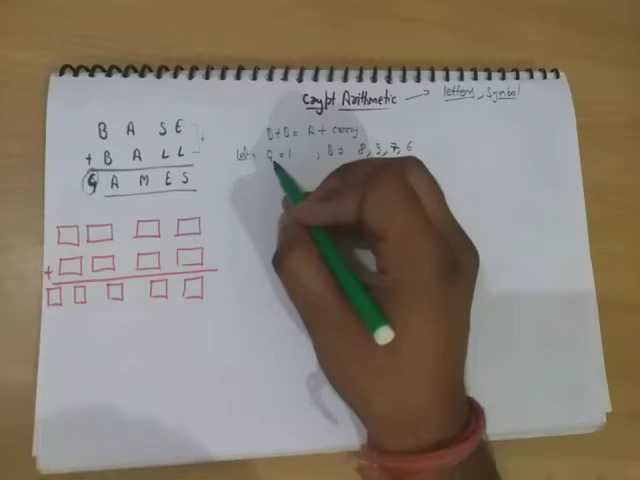 Crypt Arithmetic → letters, Symbol
B A S E
+ B A L L
G A M E S
B+B = A + carry
let G = 1 , B = 8, 9, 7, 6
+